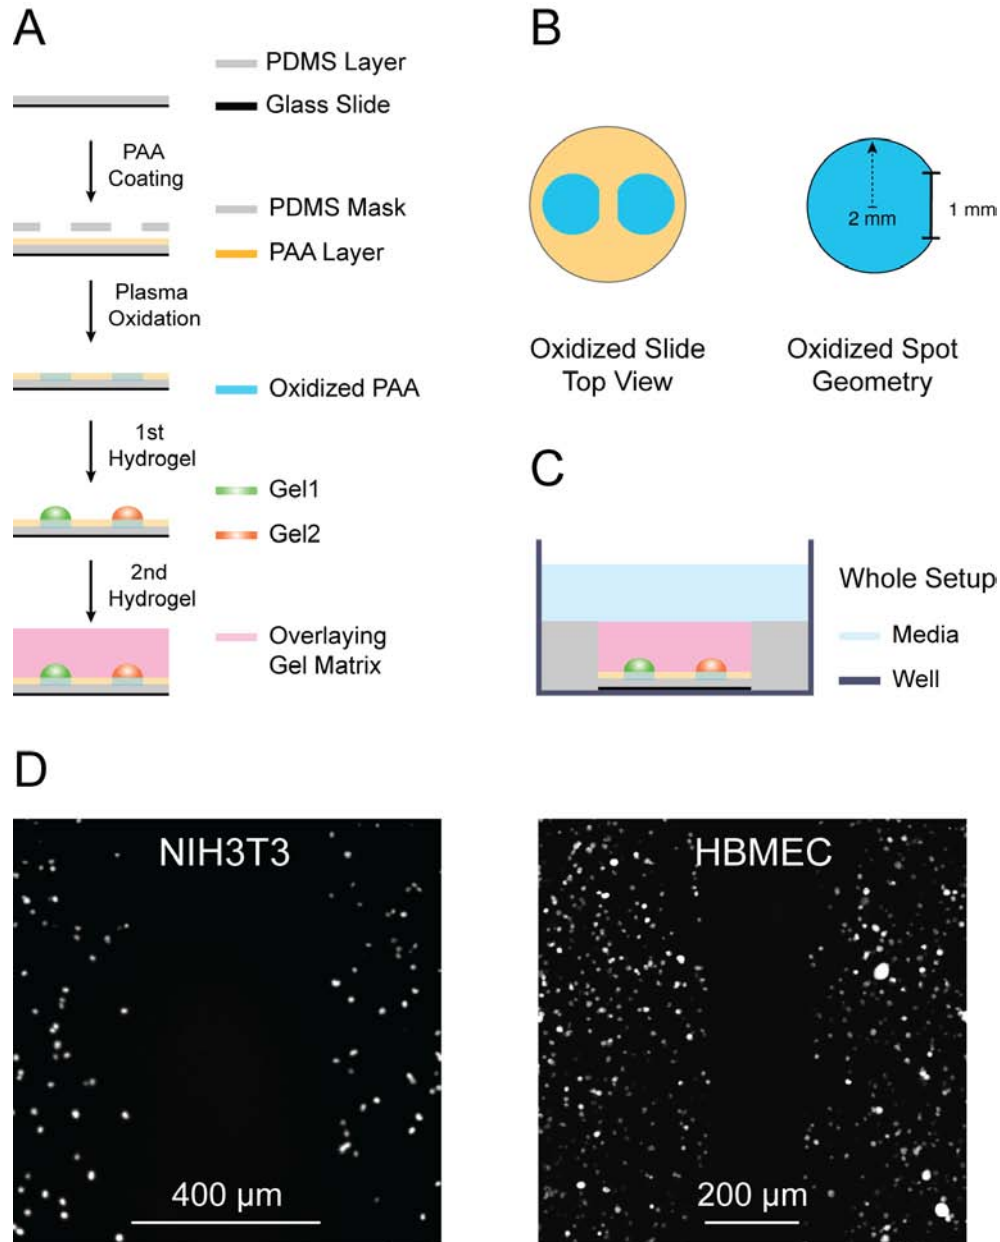 A
PDMS Layer
Glass Slide
PAA
Coating
PDMS Mask
PAA Layer
Plasma
Oxidation
Oxidized PAA
1st
Hydrogel
Gel1
Gel2
2nd
Hydrogel
Overlaying
Gel Matrix
B
2 mm
1 mm
Oxidized Slide
Top View
Oxidized Spot
Geometry
C
Whole Setup
Media
Well
D
NIH3T3
400 µm
HBMEC
200 µm